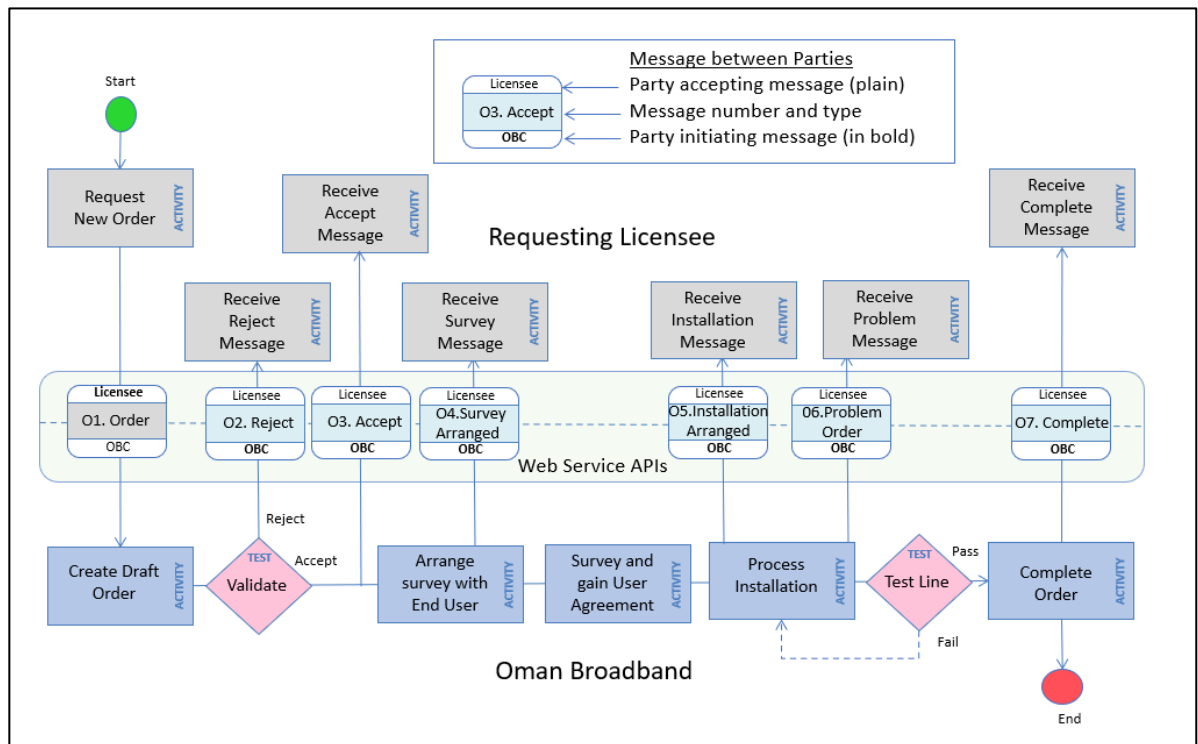 Message between Parties
Licensee
Party accepting message (plain)
O3. Accept
Message number and type
OBC
Party initiating message (in bold)
Start
Request
New Order
ACTIVITY
Receive
Accept
Message
ACTIVITY
Receive
Complete
Message
ACTIVITY
Requesting Licensee
Receive
Reject
Message
ACTIVITY
Receive
Survey
Message
ACTIVITY
Receive
Installation
Message
ACTIVITY
Receive
Problem
Message
ACTIVITY
Licensee
O1. Order
OBC
Licensee
O2. Reject
OBC
Licensee
O3. Accept
OBC
Licensee
O4.Survey
Arranged
OBC
Licensee
O5.Installation
Arranged
OBC
Licensee
06.Problem
Order
OBC
Licensee
O7. Complete
OBC
Web Service APIs
Create Draft
Order
ACTIVITY
Reject
TEST
Validate
Accept
Arrange
survey with
End User
ACTIVITY
Survey and
gain User
Agreement
ACTIVITY
Process
Installation
ACTIVITY
TEST
Test Line
Pass
Fail
Complete
Order
ACTIVITY
Oman Broadband
End